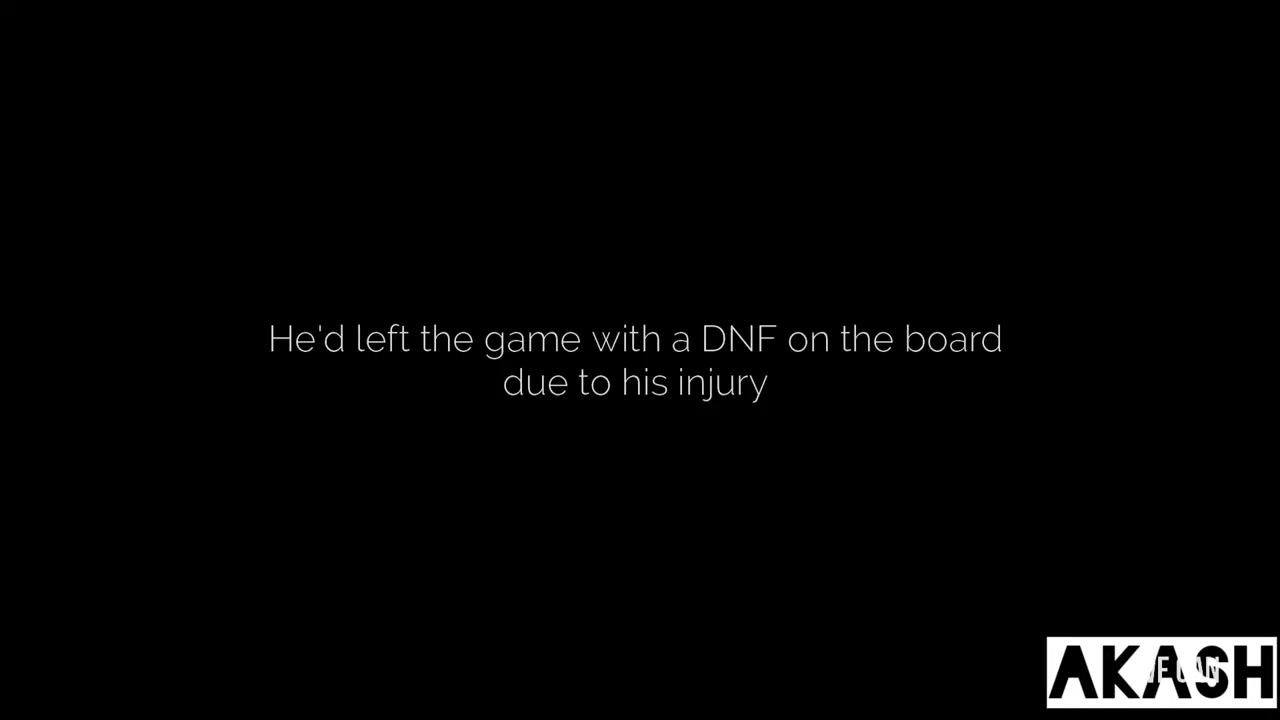 He'd left the game with a DNF on the board
due to his injury
AKASH